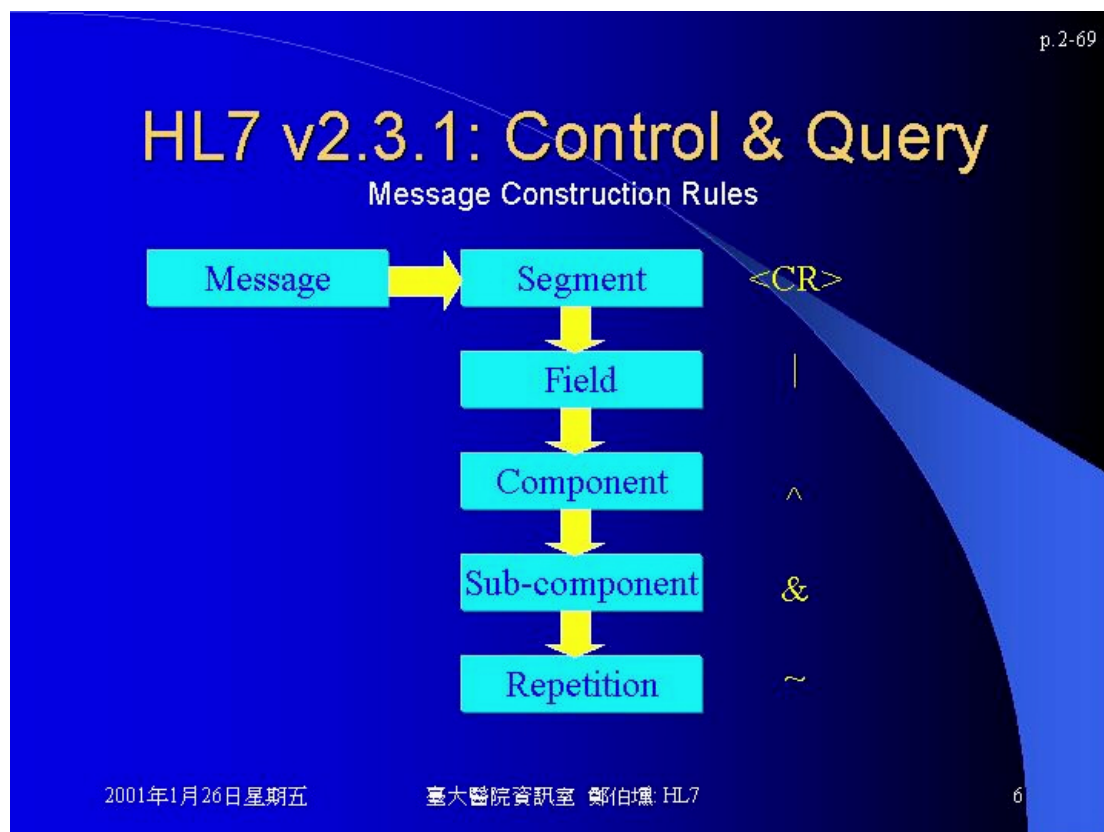 p.2-69
HL7 v2.3.1: Control & Query
Message Construction Rules
Message
Segment
<CR>
Field
|
Component
^
Sub-component
&
Repetition
~
2001年1月26日星期五
臺大醫院資訊室 鄭伯壎: HL7
6